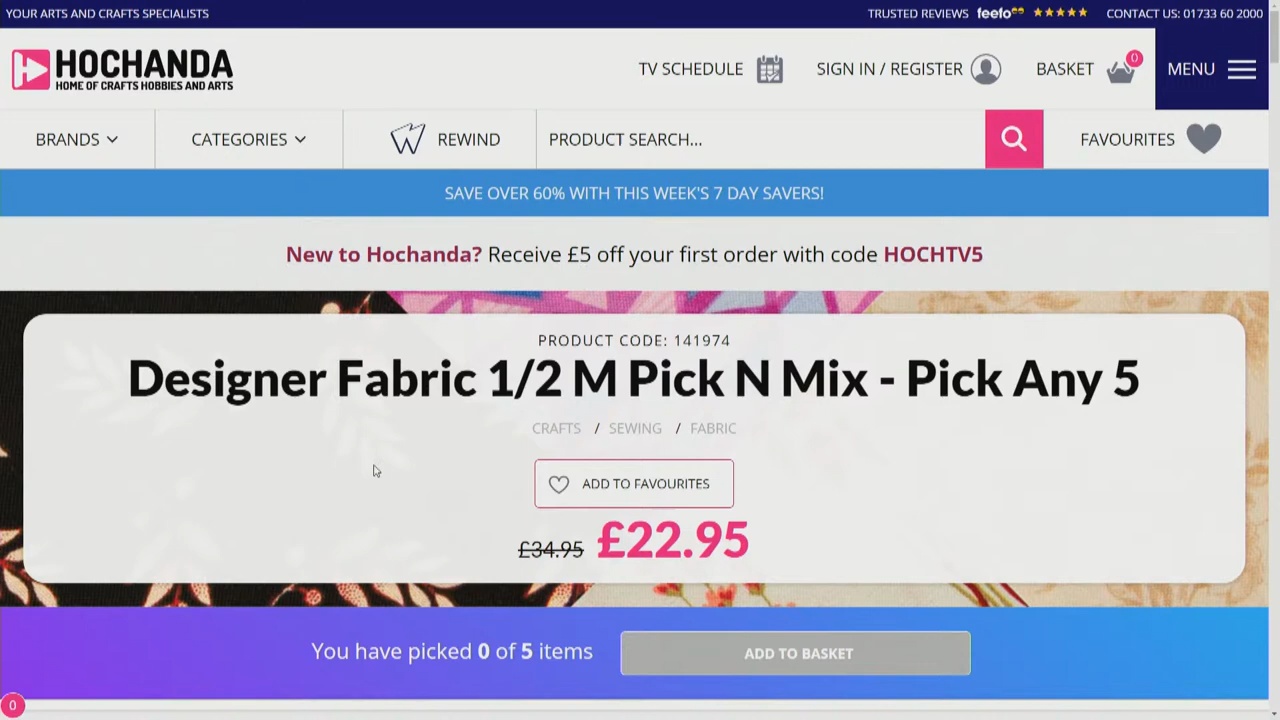 YOUR ARTS AND CRAFTS SPECIALISTS
TRUSTED REVIEWS feefo
CONTACT US: 01733 60 2000
HOCHANDA
HOME OF CRAFTS HOBBIES AND ARTS
TV SCHEDULE
SIGN IN / REGISTER
BASKET
0
MENU
BRANDS
CATEGORIES
REWIND
PRODUCT SEARCH...
FAVOURITES
SAVE OVER 60% WITH THIS WEEK'S 7 DAY SAVERS!
New to Hochanda? Receive £5 off your first order with code HOCHTV5
PRODUCT CODE: 141974
Designer Fabric 1/2 M Pick N Mix - Pick Any 5
CRAFTS / SEWING / FABRIC
ADD TO FAVOURITES
£34.95 £22.95
You have picked 0 of 5 items
ADD TO BASKET
0